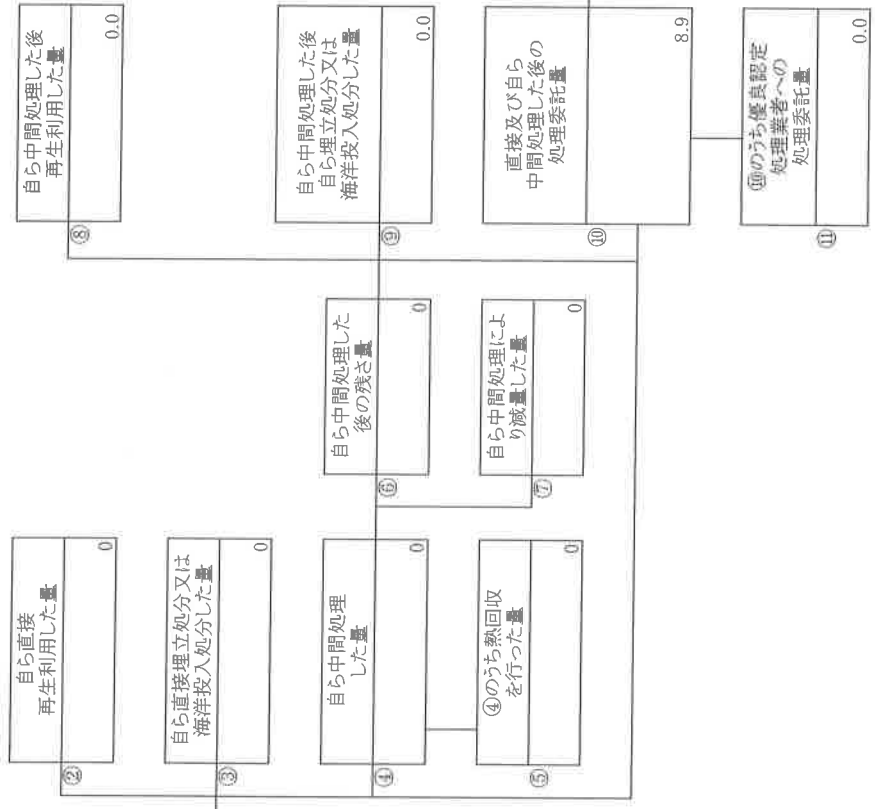 ②
自ら直接
再生利用した量
0
③
自ら直接埋立処分又は
海洋投入処分した量
0
④
自ら中間処理
した量
0
⑤
④のうち熱回収
を行った量
0
⑥
自ら中間処理した
後の残さ量
0
⑦
自ら中間処理によ
り減量した量
0
⑧
自ら中間処理した後
再生利用した量
0.0
⑨
自ら中間処理した後
自ら埋立処分又は
海洋投入処分した量
0.0
⑩
直接及び自ら
中間処理した後の
処理委託量
8.9
⑪
⑩のうち優良認定
処理業者への
処理委託量
0.0